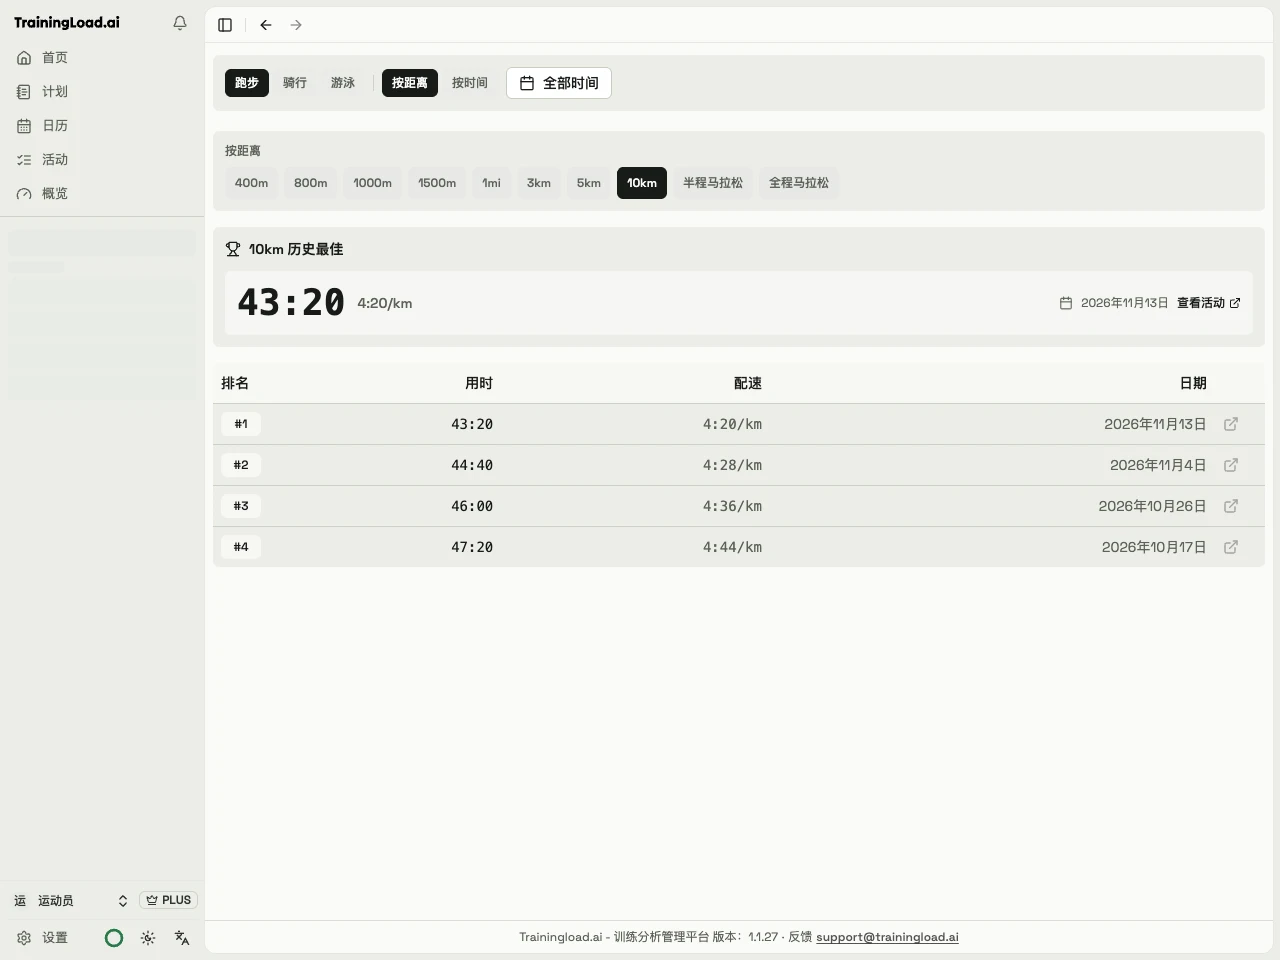 TrainingLoad.ai
首页
计划
日历
活动
概览
跑步 骑行 游泳 按距离 按时间 全部时间
按距离
400m 800m 1000m 1500m 1mi 3km 5km 10km 半程马拉松 全程马拉松
10km 历史最佳
43:20 4:20/km 2026年11月13日 查看活动
排名 用时 配速 日期
#1 43:20 4:20/km 2026年11月13日
#2 44:40 4:28/km 2026年11月4日
#3 46:00 4:36/km 2026年10月26日
#4 47:20 4:44/km 2026年10月17日
运 运动员 PLUS
设置
Trainingload.ai - 训练分析管理平台 版本：1.1.27 · 反馈 support@trainingload.ai